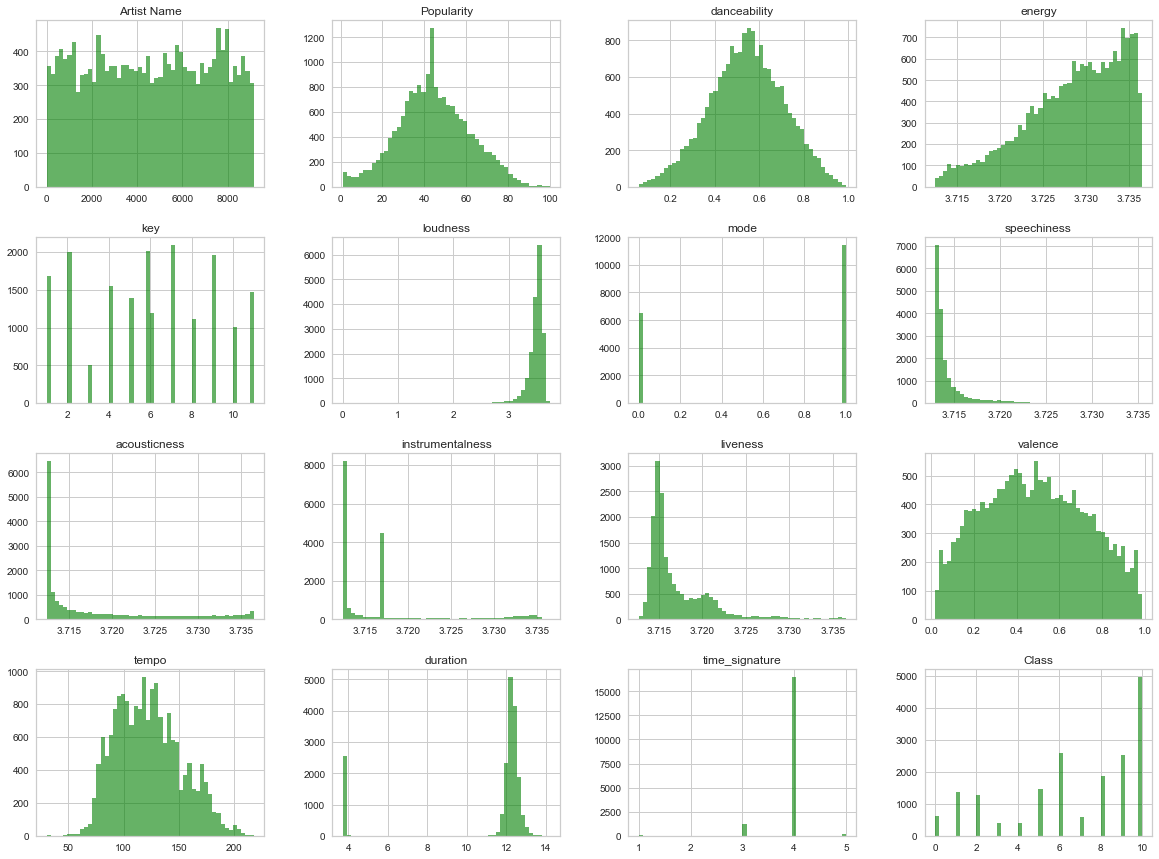 Artist Name Popularity danceability energy
400 300 200 100 0
0 2000 4000 6000 8000
1200 1000 800 600 400 200 0
0 20 40 60 80 100
800 600 400 200 0
0.2 0.4 0.6 0.8 1.0
700 600 500 400 300 200 100 0
3.715 3.720 3.725 3.730 3.735
key loudness mode speechiness
2000 1500 1000 500 0
2 4 6 8 10
6000 5000 4000 3000 2000 1000 0
0 1 2 3
12000 10000 8000 6000 4000 2000 0
0.0 0.2 0.4 0.6 0.8 1.0
7000 6000 5000 4000 3000 2000 1000 0
3.715 3.720 3.725 3.730 3.735
acousticness instrumentalness liveness valence
6000 5000 4000 3000 2000 1000 0
3.715 3.720 3.725 3.730 3.735
8000 6000 4000 2000 0
3.715 3.720 3.725 3.730 3.735
3000 2500 2000 1500 1000 500 0
3.715 3.720 3.725 3.730 3.735
500 400 300 200 100 0
0.0 0.2 0.4 0.6 0.8 1.0
tempo duration time_signature Class
1000 800 600 400 200 0
50 100 150 200
5000 4000 3000 2000 1000 0
4 6 8 10 12 14
15000 12500 10000 7500 5000 2500 0
1 2 3 4 5
5000 4000 3000 2000 1000 0
0 2 4 6 8 10